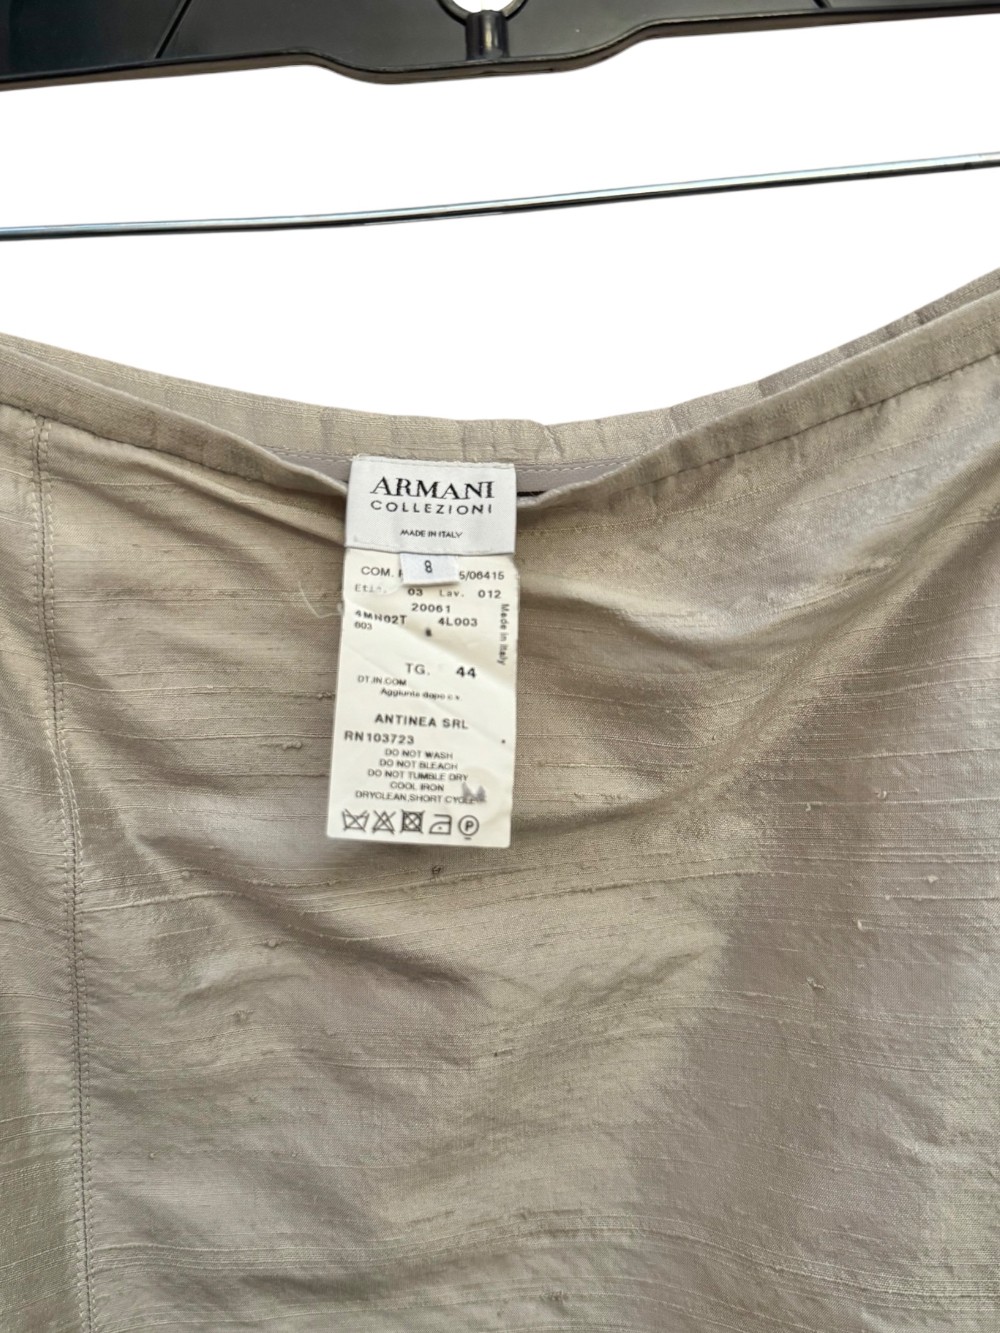 ARMANI
COLLEZIONI
MADE IN ITALY
8
COM. 5/06415
03 Lav. 012
20061
4MN02T 4L003
603
Made in Italy
TG. 44
DT.IN.COM
Aggiunta dopo c.v.
ANTINEA SRL
RN103723
DO NOT WASH
DO NOT BLEACH
DO NOT TUMBLE DRY
COOL IRON
DRYCLEAN,SHORT CYCLE
P